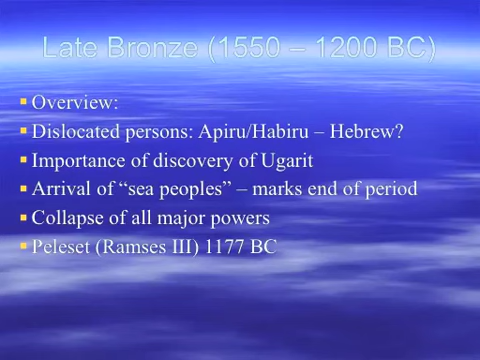 Late Bronze (1550 – 1200 BC)
Overview:
Dislocated persons: Apiru/Habiru – Hebrew?
Importance of discovery of Ugarit
Arrival of “sea peoples” – marks end of period
Collapse of all major powers
Peleset (Ramses III) 1177 BC